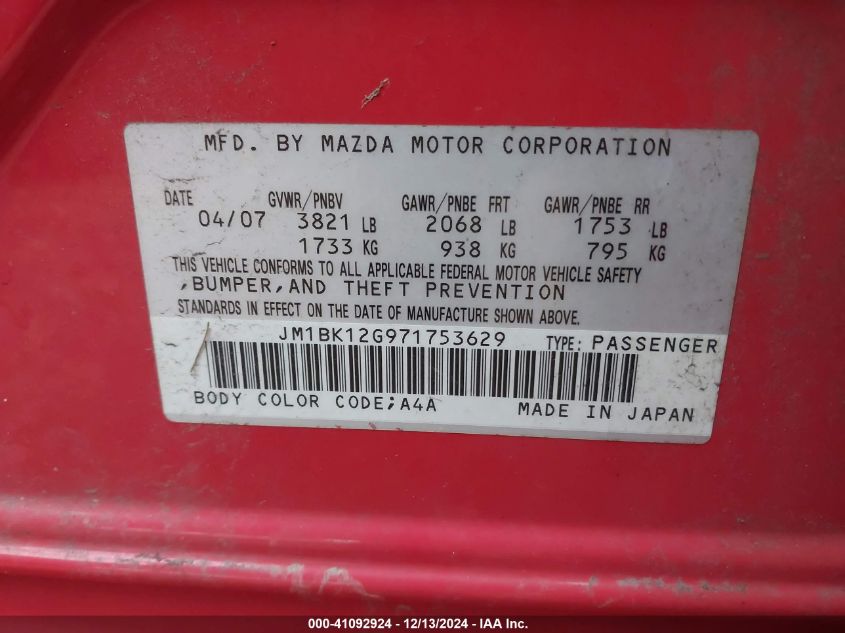 MFD. BY MAZDA MOTOR CORPORATION
DATE GVWR/PNBV GAWR/PNBE FRT GAWR/PNBE RR
04/07 3821 LB 2068 LB 1753 LB
1733 KG 938 KG 795 KG
THIS VEHICLE CONFORMS TO ALL APPLICABLE FEDERAL MOTOR VEHICLE SAFETY
,BUMPER,AND THEFT PREVENTION
STANDARDS IN EFFECT ON THE DATE OF MANUFACTURE SHOWN ABOVE.
JM1BK12G971753629 TYPE: PASSENGER
BODY COLOR CODE;A4A MADE IN JAPAN
000-41092924 - 12/13/2024 - IAA Inc.